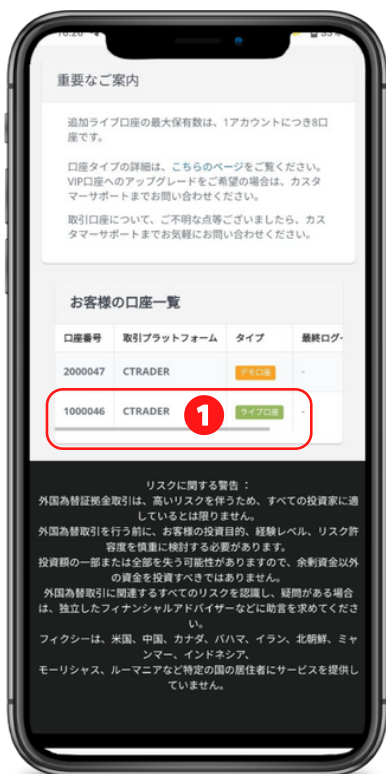 重要なご案内
追加ライブ口座の最大保有数は、1アカウントにつき8口
座です。
口座タイプの詳細は、こちらのページをご覧ください。
VIP口座へのアップグレードをご希望の場合は、カスタ
マーサポートまでお問い合わせください。
取引口座について、ご不明な点等ございましたら、カス
タマーサポートまでお気軽にお問い合わせください。
お客様の口座一覧
口座番号 取引プラットフォーム タイプ 最終ログ
2000047 CTRADER デモ口座 -
1000046 CTRADER 1 ライブ口座 -
リスクに関する警告：
外国為替証拠金取引は、高いリスクを伴うため、すべての投資家に適
しているとは限りま
せん。
外国為替取引を行う前に、お客様の投資目的、経験レベル、リスク許
容度を慎重に検討する必
要があります。
投資額の一部または全部を失う可能性がありますので、余剰資金以外
の資金を投資すべきではありません。
外国為替取引に関連するすべてのリスクを認識し、疑問がある場合
は、独立したフィナンシャルアドバイザーなどに助言を求めてくださ
い。
フィクシーは、米国、中国、カナダ、バハマ、イラン、北朝鮮、ミャ
ンマー、インドネシア、
モーリシャス、ルーマニアなど特定の国の居住者にサービスを提供し
ていません。